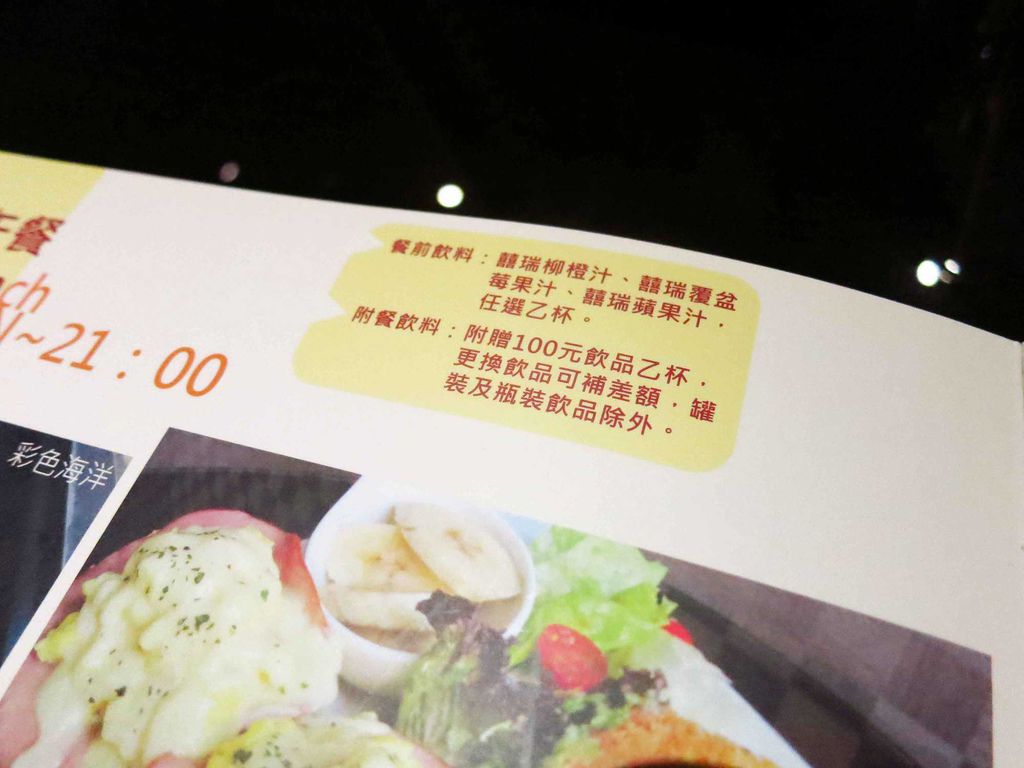 午餐
ch
~21：00
餐前飲料：囍瑞柳橙汁、囍瑞覆盆
莓果汁、囍瑞蘋果汁，
任選乙杯。
附餐飲料：附贈100元飲品乙杯，
更換飲品可補差額，罐
裝及瓶裝飲品除外。
彩色海洋